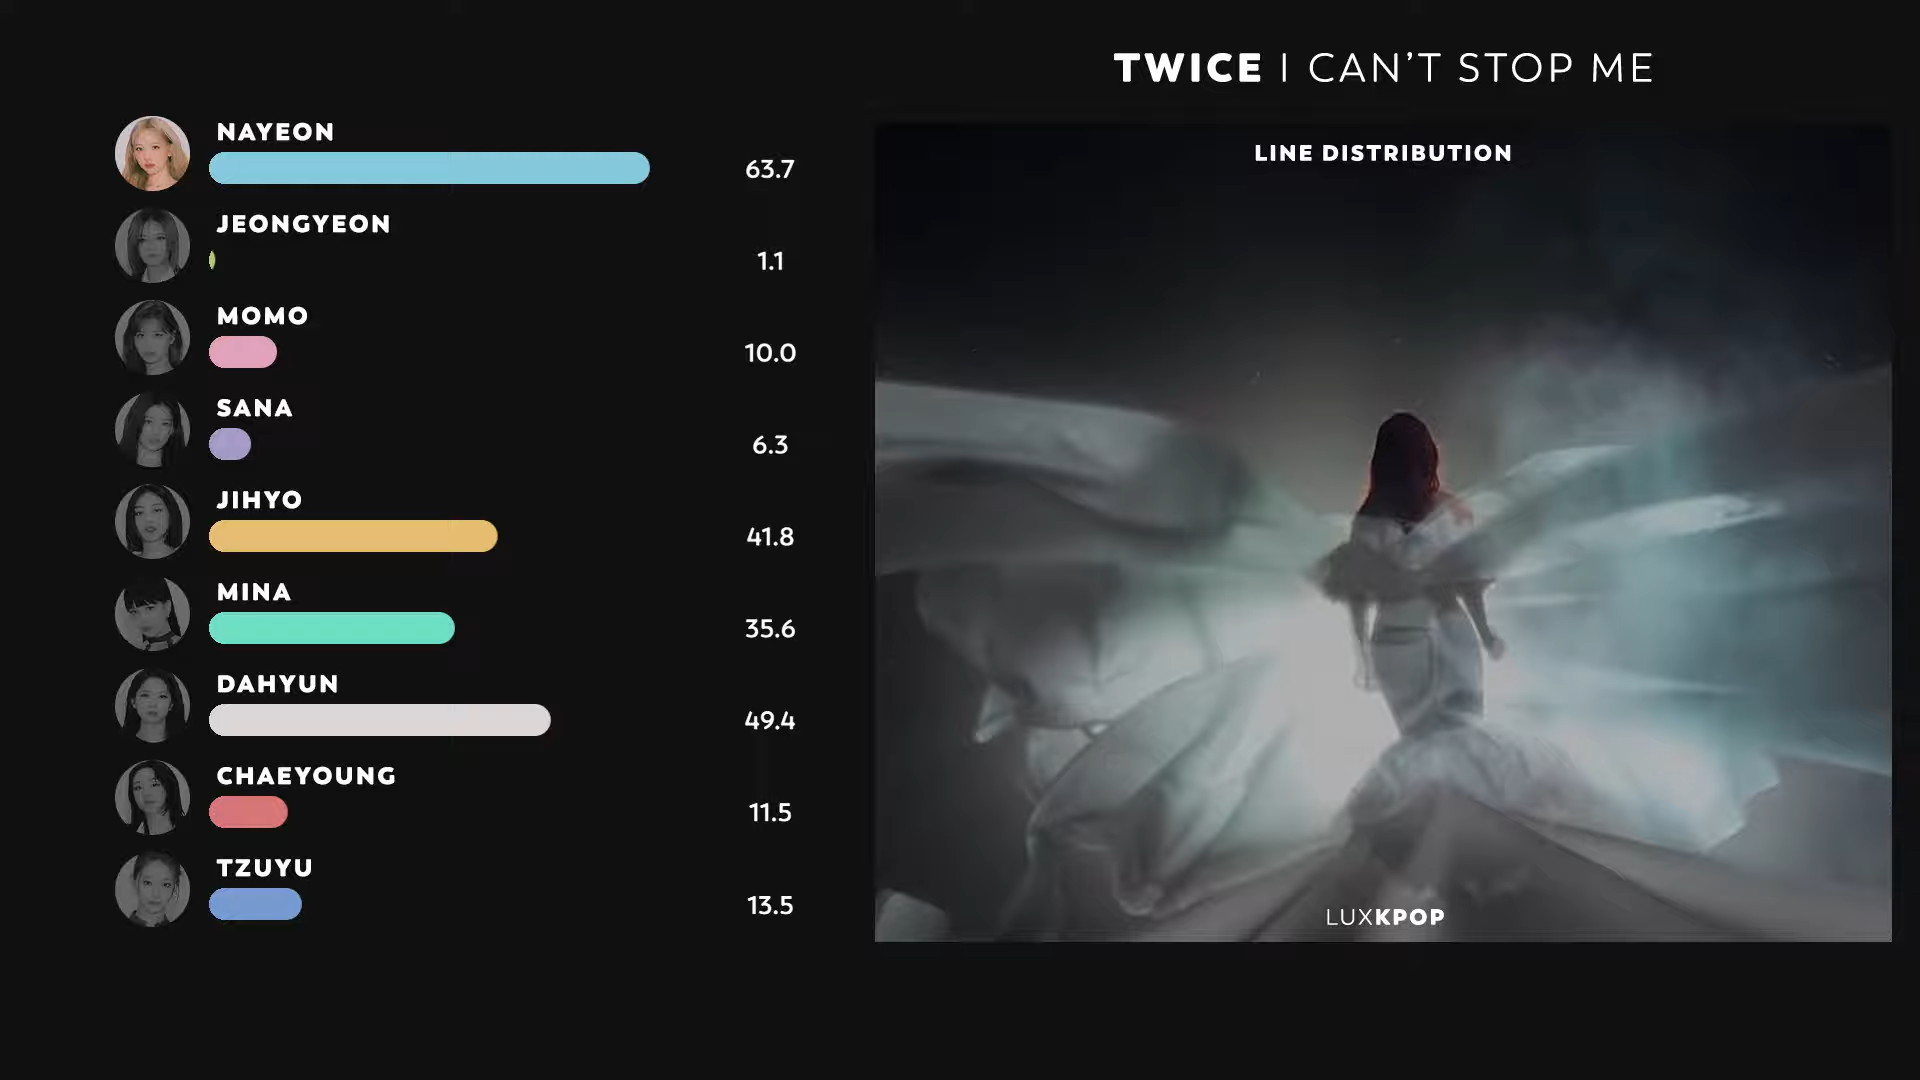 TWICE | I CAN'T STOP ME
NAYEON
63.7
JEONGYEON
1.1
MOMO
10.0
SANA
6.3
JIHYO
41.8
MINA
35.6
DAHYUN
49.4
CHAEYOUNG
11.5
TZUYU
13.5
LINE DISTRIBUTION
LUXKPOP